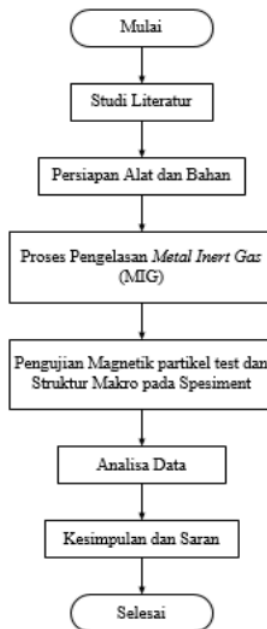 Mulai
Studi Literatur
Persiapan Alat dan Bahan
Proses Pengelasan Metal Inert Gas
(MIG)
Pengujian Magnetik partikel test dan
Struktur Makro pada Spesiment
Analisa Data
Kesimpulan dan Saran
Selesai